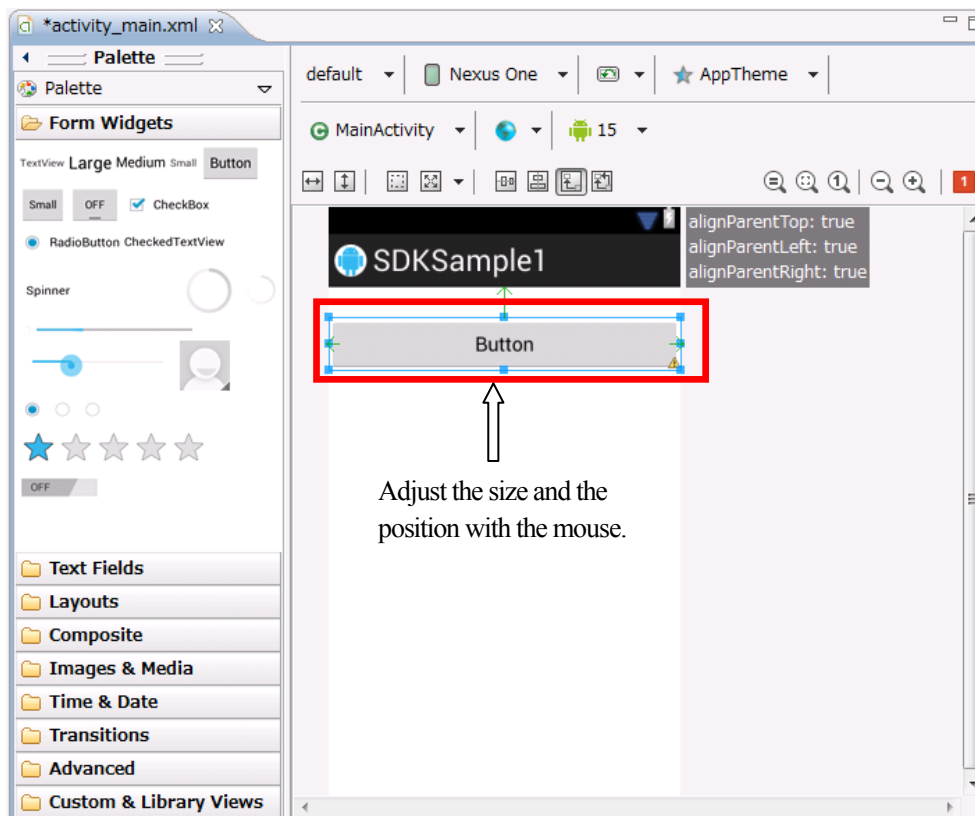 *activity_main.xml
Palette
Palette
Form Widgets
TextView Large Medium Small Button
Small OFF CheckBox
RadioButton CheckedTextView
Spinner
OFF
Text Fields
Layouts
Composite
Images & Media
Time & Date
Transitions
Advanced
Custom & Library Views
default Nexus One AppTheme
MainActivity 15
1 1
SDKSample1
alignParentTop: true
alignParentLeft: true
alignParentRight: true
Button
Adjust the size and the
position with the mouse.